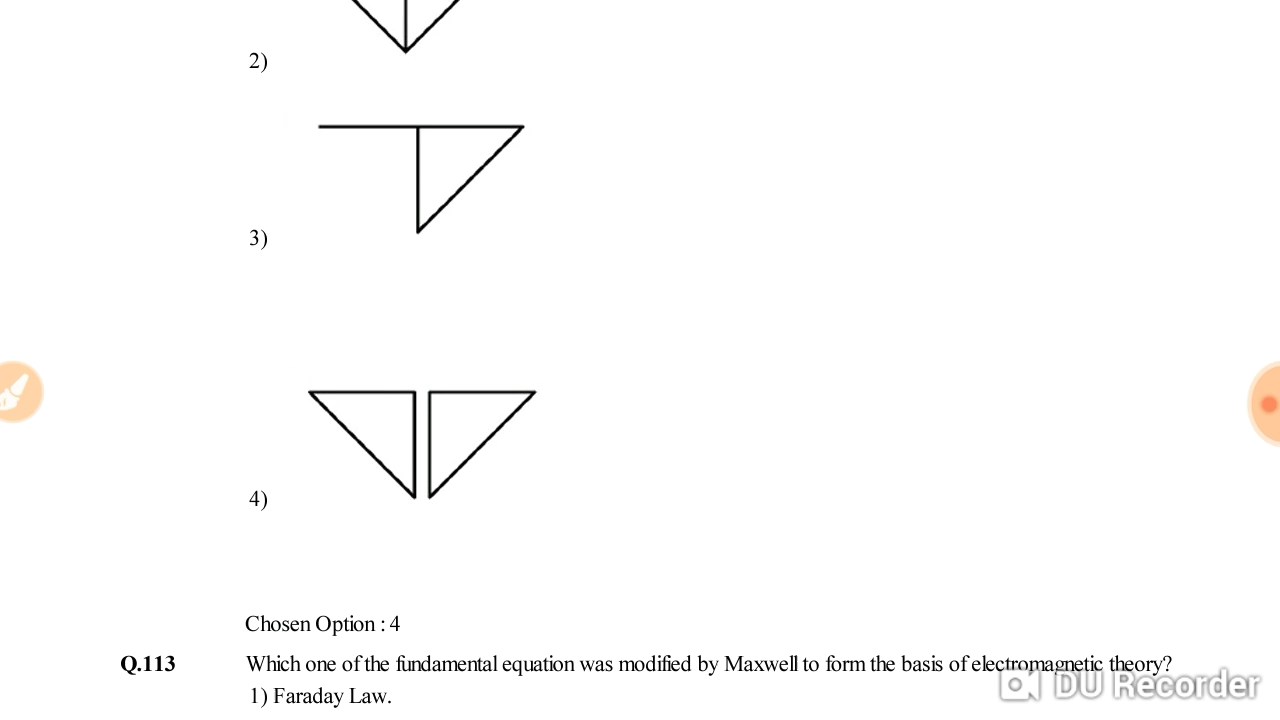 2)
3)
4)
Chosen Option : 4
Q.113 Which one of the fundamental equation was modified by Maxwell to form the basis of electromagnetic theory?
1) Faraday Law.
DU Recorder